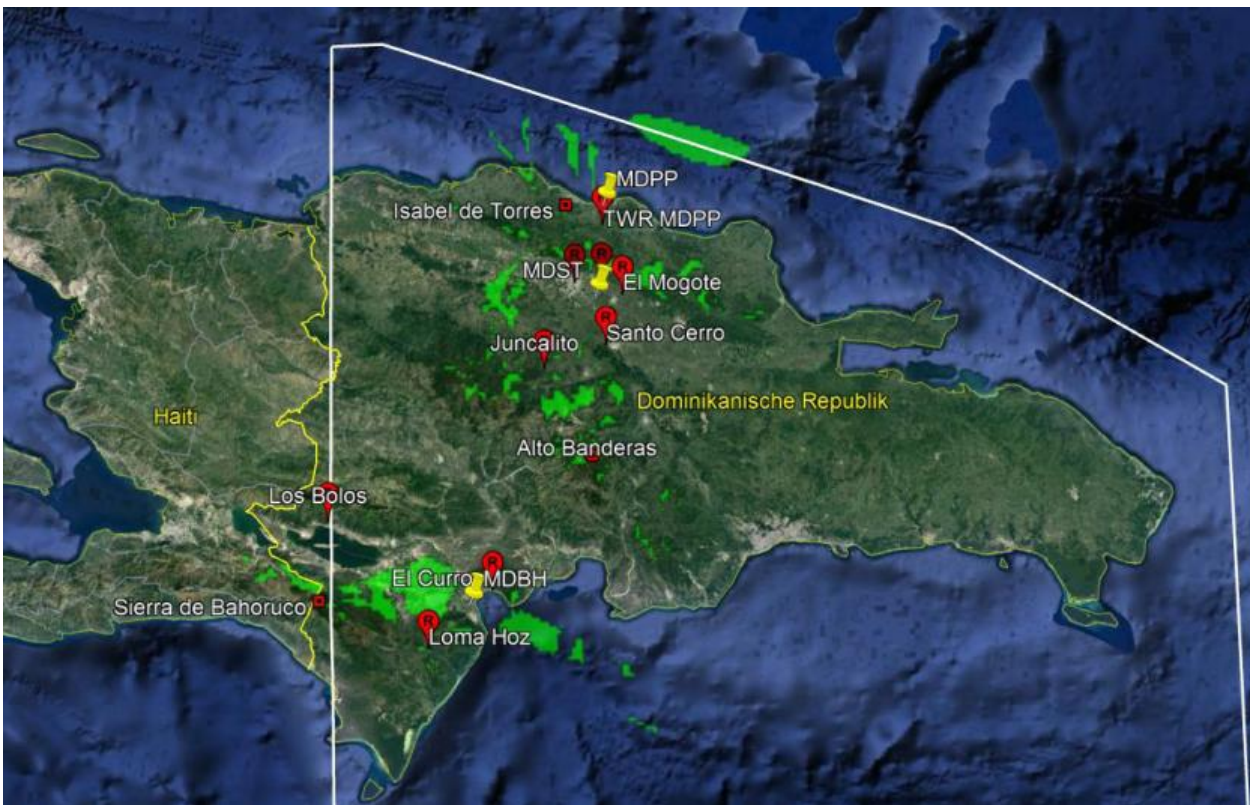 MDPP
Isabel de Torres
TWR MDPP
MDST
El Mogote
Santo Cerro
Juncalito
Dominikanische Republik
Haiti
Alto Banderas
Los Bolos
El Curro
MDBH
Sierra de Bahoruco
Loma Hoz